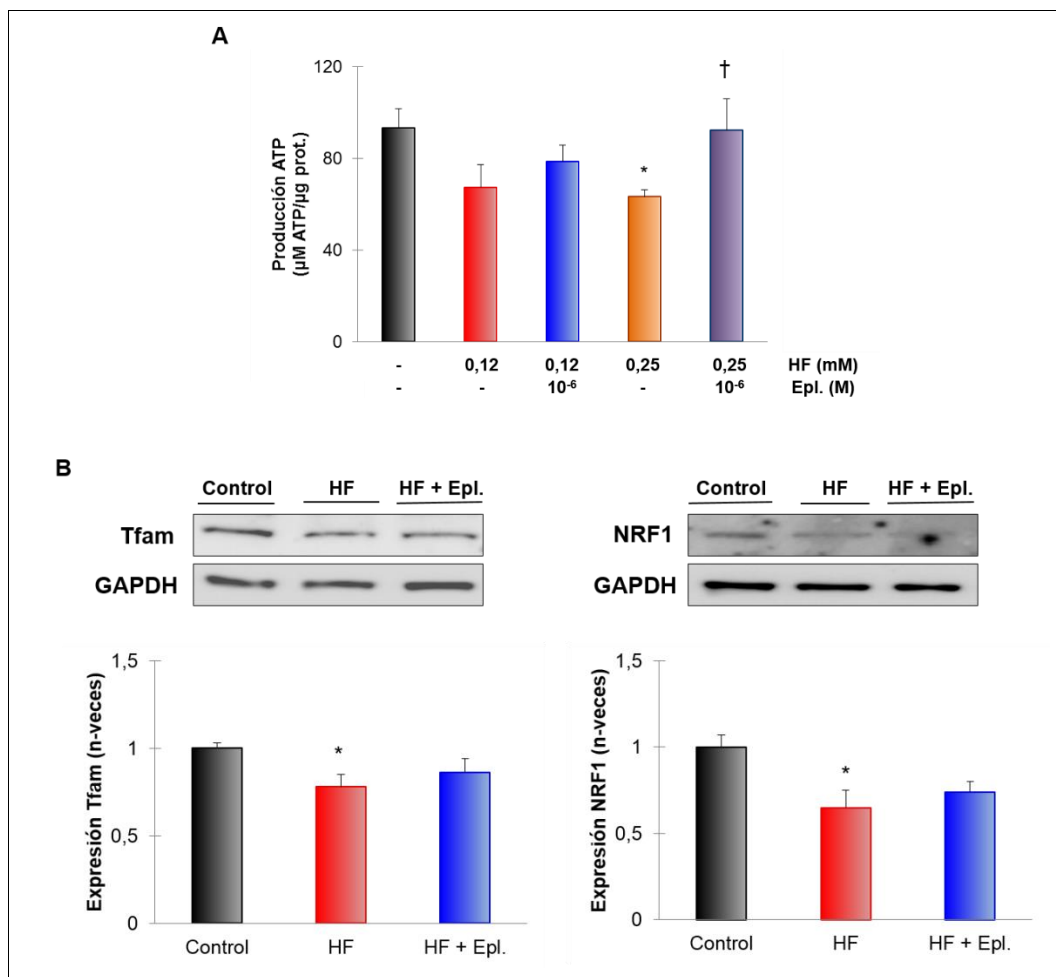 A
Producción ATP
(µM ATP/µg prot.)
120
80
40
0
*
†
- 0,12 0,12 0,25 0,25 HF (mM)
- - 10⁻⁶ - 10⁻⁶ Epl. (M)
B
Control HF HF + Epl.
Tfam
GAPDH
Control HF HF + Epl.
NRF1
GAPDH
Expresión Tfam (n-veces)
1,5
1
0,5
0
*
Control HF HF + Epl.
Expresión NRF1 (n-veces)
1,5
1
0,5
0
*
Control HF HF + Epl.